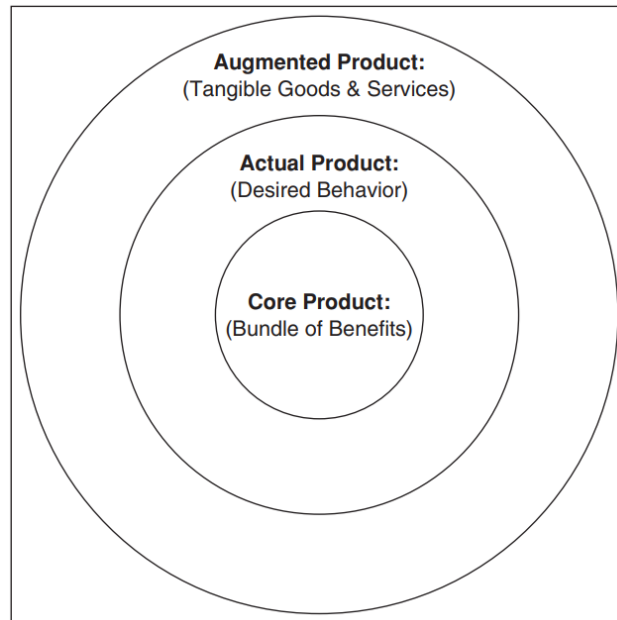 Augmented Product:
(Tangible Goods & Services)
Actual Product:
(Desired Behavior)
Core Product:
(Bundle of Benefits)